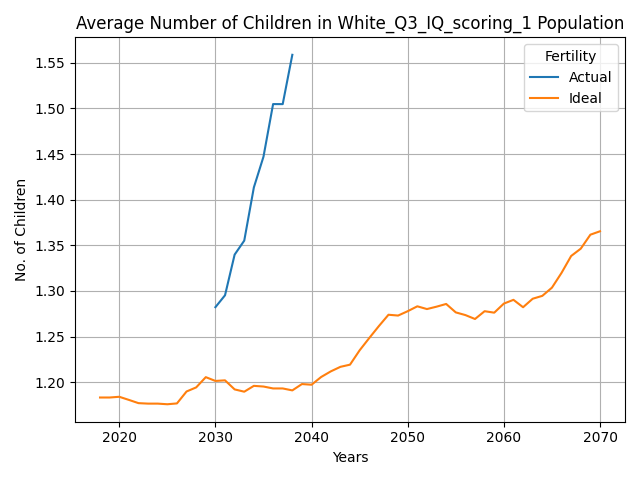 Average Number of Children in White_Q3_IQ_scoring_1 Population
Fertility
Actual
Ideal
No. of Children
1.55
1.50
1.45
1.40
1.35
1.30
1.25
1.20
2020 2030 2040 2050 2060 2070
Years